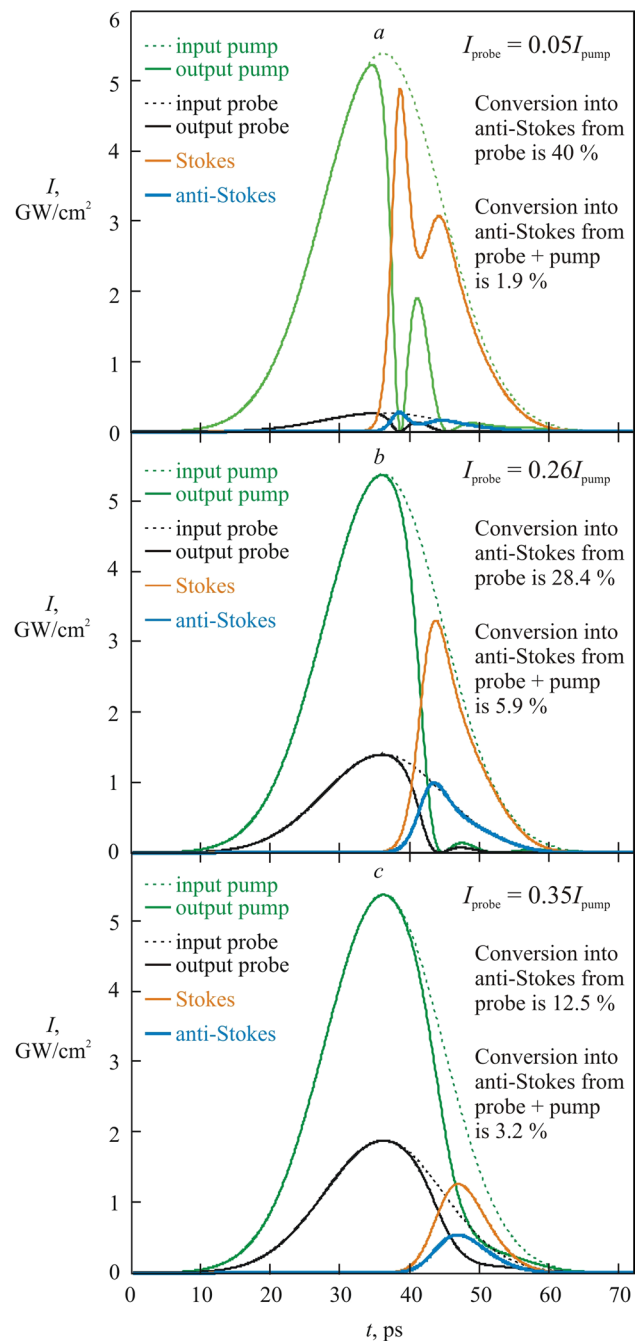 6
a
input pump
output pump
input probe
output probe
Stokes
anti-Stokes
I_probe = 0.05I_pump
Conversion into
anti-Stokes from
probe is 40 %
Conversion into
anti-Stokes from
probe + pump
is 1.9 %
5
4
I,
GW/cm²
3
2
1
0
b
input pump
output pump
input probe
output probe
Stokes
anti-Stokes
I_probe = 0.26I_pump
Conversion into
anti-Stokes from
probe is 28.4 %
Conversion into
anti-Stokes from
probe + pump
is 5.9 %
5
4
I,
GW/cm²
3
2
1
0
c
input pump
output pump
input probe
output probe
Stokes
anti-Stokes
I_probe = 0.35I_pump
Conversion into
anti-Stokes from
probe is 12.5 %
Conversion into
anti-Stokes from
probe + pump
is 3.2 %
5
4
I,
GW/cm²
3
2
1
0
0 10 20 30 40 50 60 70
t, ps